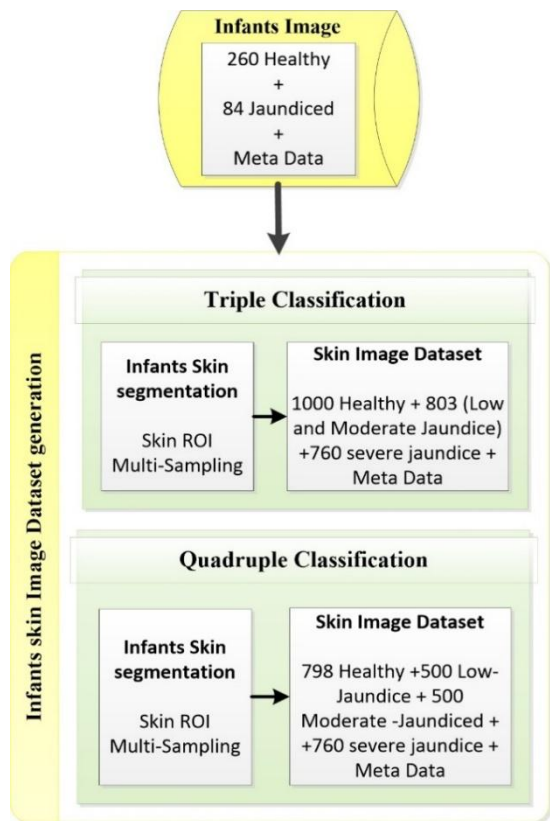 Infants Image
260 Healthy
+
84 Jaundiced
+
Meta Data
Infants skin Image Dataset generation
Triple Classification
Infants Skin
segmentation
Skin ROI
Multi-Sampling
Skin Image Dataset
1000 Healthy + 803 (Low
and Moderate Jaundice)
+760 severe jaundice +
Meta Data
Quadruple Classification
Infants Skin
segmentation
Skin ROI
Multi-Sampling
Skin Image Dataset
798 Healthy +500 Low-
Jaundice + 500
Moderate -Jaundiced +
+760 severe jaundice +
Meta Data